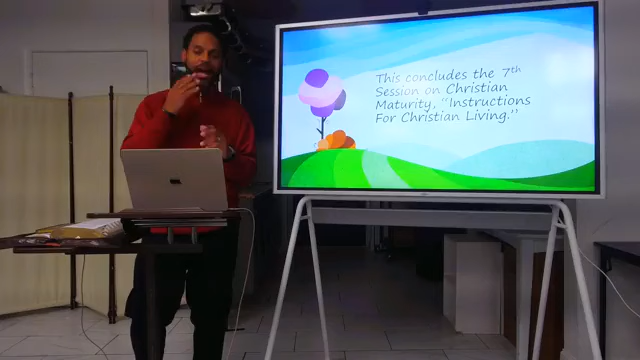 This concludes the 7th
Session on Christian
Maturity, "Instructions
For Christian Living."